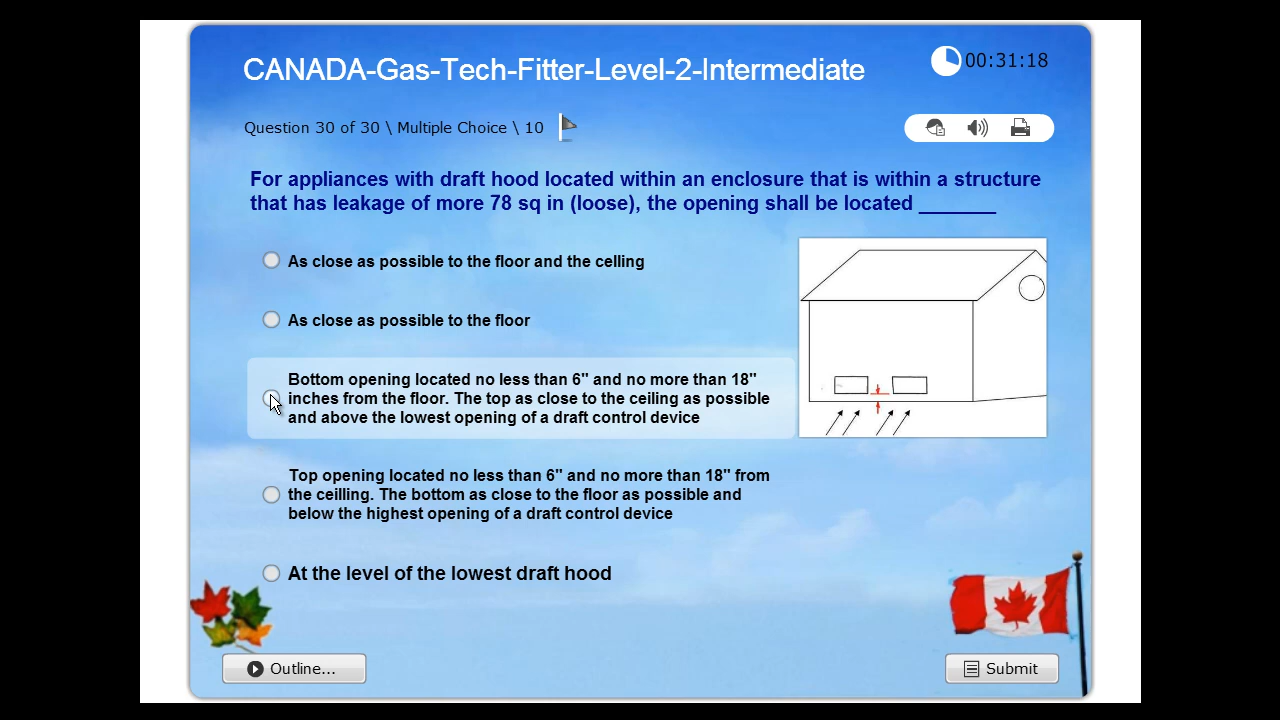 CANADA-Gas-Tech-Fitter-Level-2-Intermediate
00:31:18
Question 30 of 30 \ Multiple Choice \ 10
For appliances with draft hood located within an enclosure that is within a structure
that has leakage of more 78 sq in (loose), the opening shall be located _______
As close as possible to the floor and the celling
As close as possible to the floor
Bottom opening located no less than 6" and no more than 18"
inches from the floor. The top as close to the ceiling as possible
and above the lowest opening of a draft control device
Top opening located no less than 6" and no more than 18" from
the ceilling. The bottom as close to the floor as possible and
below the highest opening of a draft control device
At the level of the lowest draft hood
Outline...
Submit